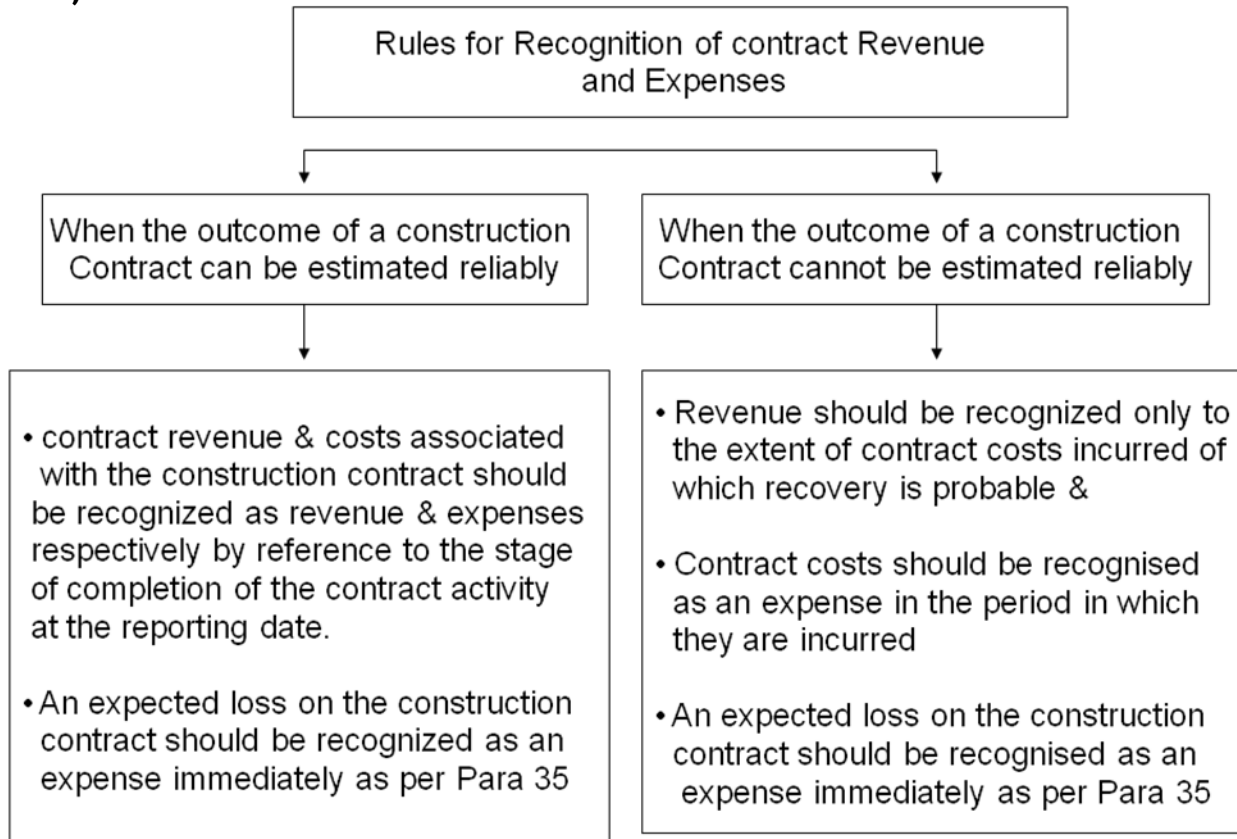 Rules for Recognition of contract Revenue
and Expenses
When the outcome of a construction
Contract can be estimated reliably
When the outcome of a construction
Contract cannot be estimated reliably
• contract revenue & costs associated
with the construction contract should
be recognized as revenue & expenses
respectively by reference to the stage
of completion of the contract activity
at the reporting date.
• An expected loss on the construction
contract should be recognized as an
expense immediately as per Para 35
• Revenue should be recognized only to
the extent of contract costs incurred of
which recovery is probable &
• Contract costs should be recognised
as an expense in the period in which
they are incurred
• An expected loss on the construction
contract should be recognised as an
expense immediately as per Para 35